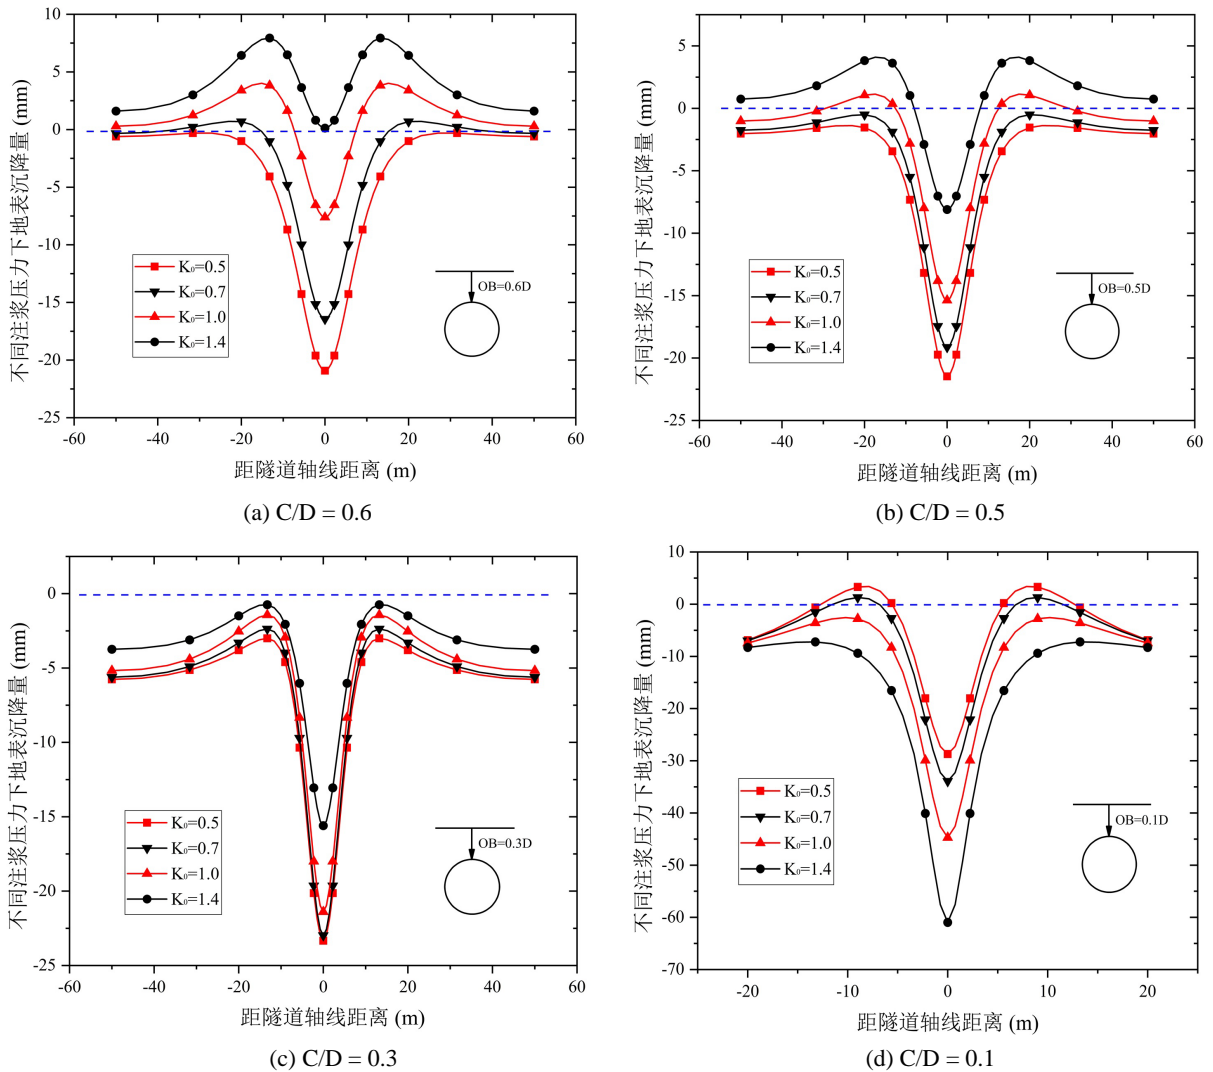 10
5
0
-5
-10
-15
-20
-25
-60
-40
-20
0
20
40
60
不同注浆压力下地表沉降量 (mm)
距隧道轴线距离 (m)
K₀=0.5
K₀=0.7
K₀=1.0
K₀=1.4
OB=0.6D
(a) C/D = 0.6
5
0
-5
-10
-15
-20
-25
-60
-40
-20
0
20
40
60
不同注浆压力下地表沉降量 (mm)
距隧道轴线距离 (m)
K₀=0.5
K₀=0.7
K₀=1.0
K₀=1.4
OB=0.5D
(b) C/D = 0.5
0
-5
-10
-15
-20
-25
-60
-40
-20
0
20
40
60
不同注浆压力下地表沉降量 (mm)
距隧道轴线距离 (m)
K₀=0.5
K₀=0.7
K₀=1.0
K₀=1.4
OB=0.3D
(c) C/D = 0.3
10
0
-10
-20
-30
-40
-50
-60
-70
-20
-10
0
10
20
不同注浆压力下地表沉降量 (mm)
距隧道轴线距离 (m)
K₀=0.5
K₀=0.7
K₀=1.0
K₀=1.4
OB=0.1D
(d) C/D = 0.1